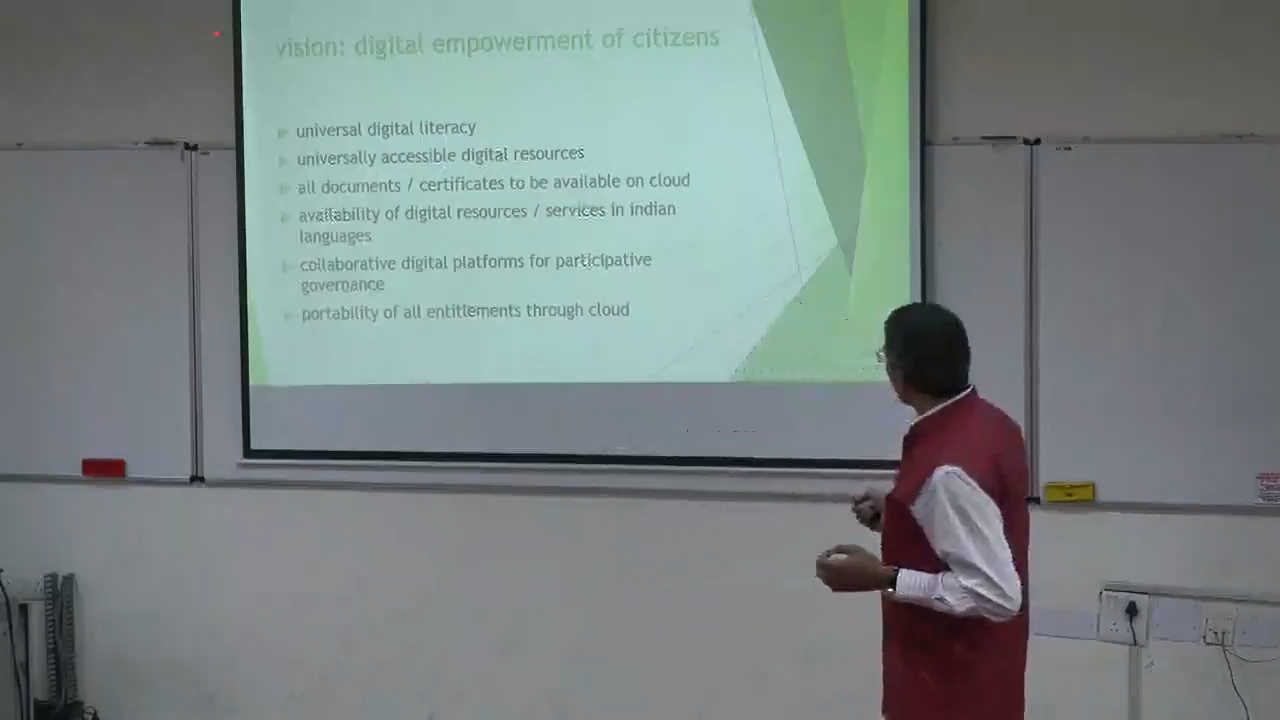 vision: digital empowerment of citizens
universal digital literacy
universally accessible digital resources
all documents / certificates to be available on cloud
availability of digital resources / services in indian
languages
collaborative digital platforms for participative
governance
portability of all entitlements through cloud